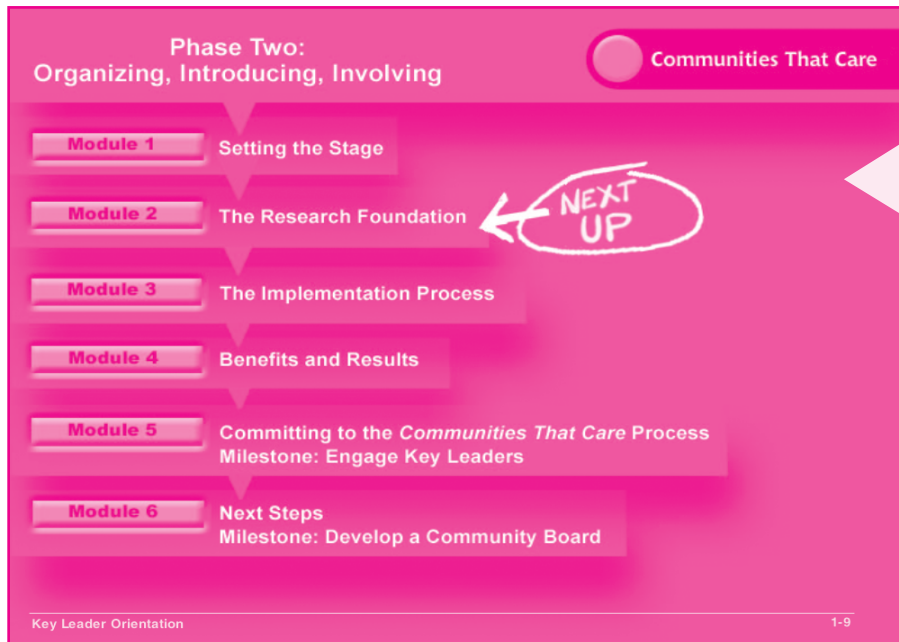 Phase Two:
Organizing, Introducing, Involving
Communities That Care
Module 1
Setting the Stage
Module 2
The Research Foundation
NEXT
UP
Module 3
The Implementation Process
Module 4
Benefits and Results
Module 5
Committing to the Communities That Care Process
Milestone: Engage Key Leaders
Module 6
Next Steps
Milestone: Develop a Community Board
Key Leader Orientation
1-9